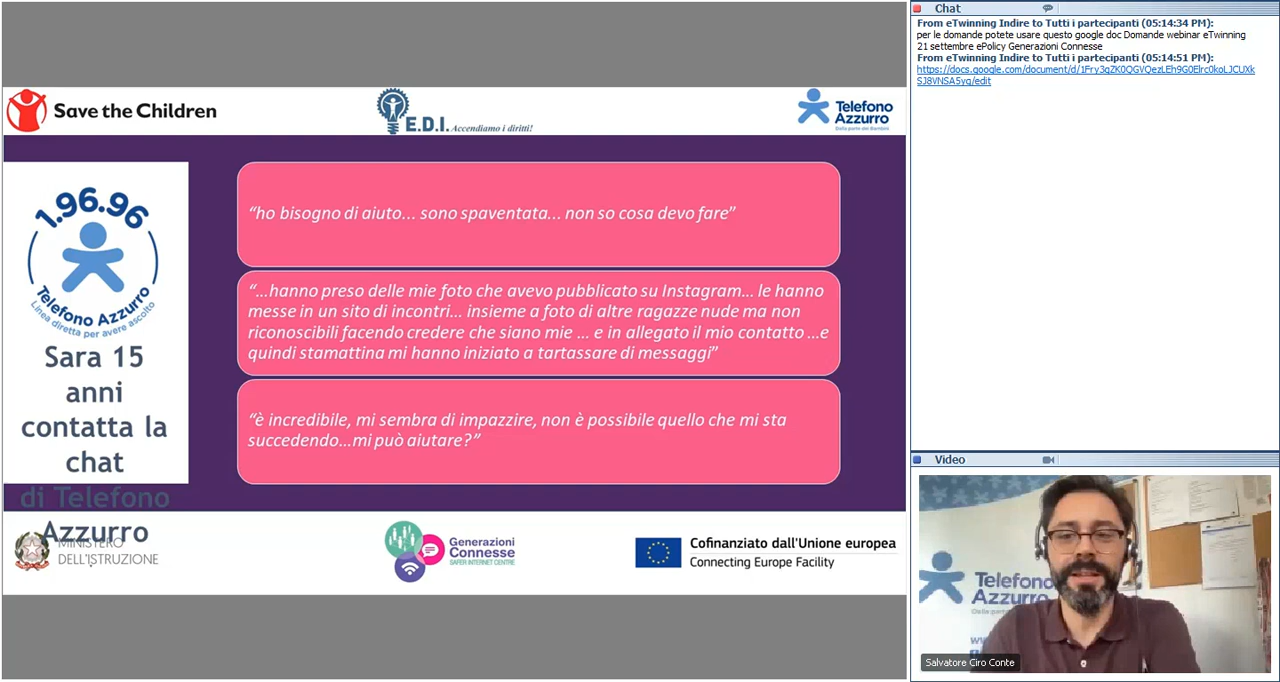 Save the Children
E.D.I. Accendiamo i diritti!
Telefono
Azzurro
Dalla parte dei Bambini
1.96.96
Telefono Azzurro
Linea diretta per avere ascolto
Sara 15
anni
contatta la
chat
di Telefono
Azzurro
“ho bisogno di aiuto... sono spaventata... non so cosa devo fare”
“...hanno preso delle mie foto che avevo pubblicato su Instagram... le hanno
messe in un sito di incontri... insieme a foto di altre ragazze nude ma non
riconoscibili facendo credere che siano mie ... e in allegato il mio contatto ...e
quindi stamattina mi hanno iniziato a tartassare di messaggi”
“è incredibile, mi sembra di impazzire, non è possibile quello che mi sta
succedendo...mi può aiutare?”
MINISTERO
DELL'ISTRUZIONE
Generazioni
Connesse
SAFER INTERNET CENTRE
Cofinanziato dall'Unione europea
Connecting Europe Facility
Chat
From eTwinning Indire to Tutti i partecipanti (05:14:34 PM):
per le domande potete usare questo google doc Domande webinar eTwinning
21 settembre ePolicy Generazioni Connesse
From eTwinning Indire to Tutti i partecipanti (05:14:51 PM):
https://docs.google.com/document/d/1Fry3qZK0QGVQezLEh9G0Elrc0koLJCUXk
SJ8VNSA5yg/edit
Video
Telefono
Azzurro
Salvatore Ciro Conte